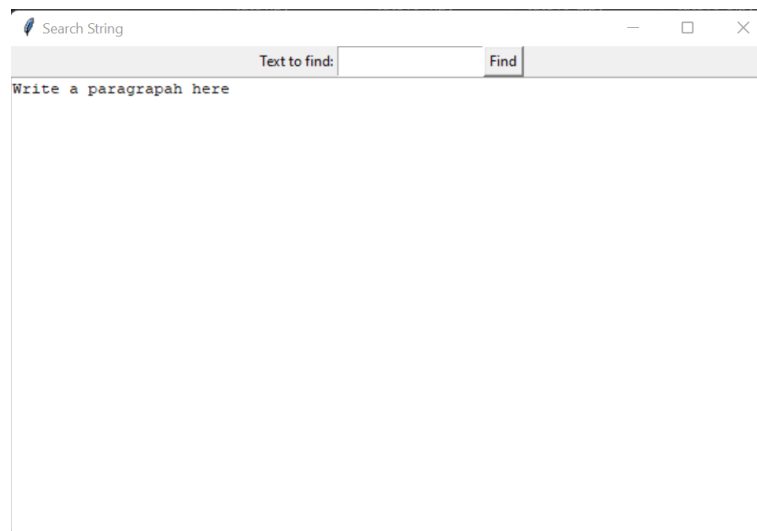 Search String
Text to find: Find
Write a paragrapah here